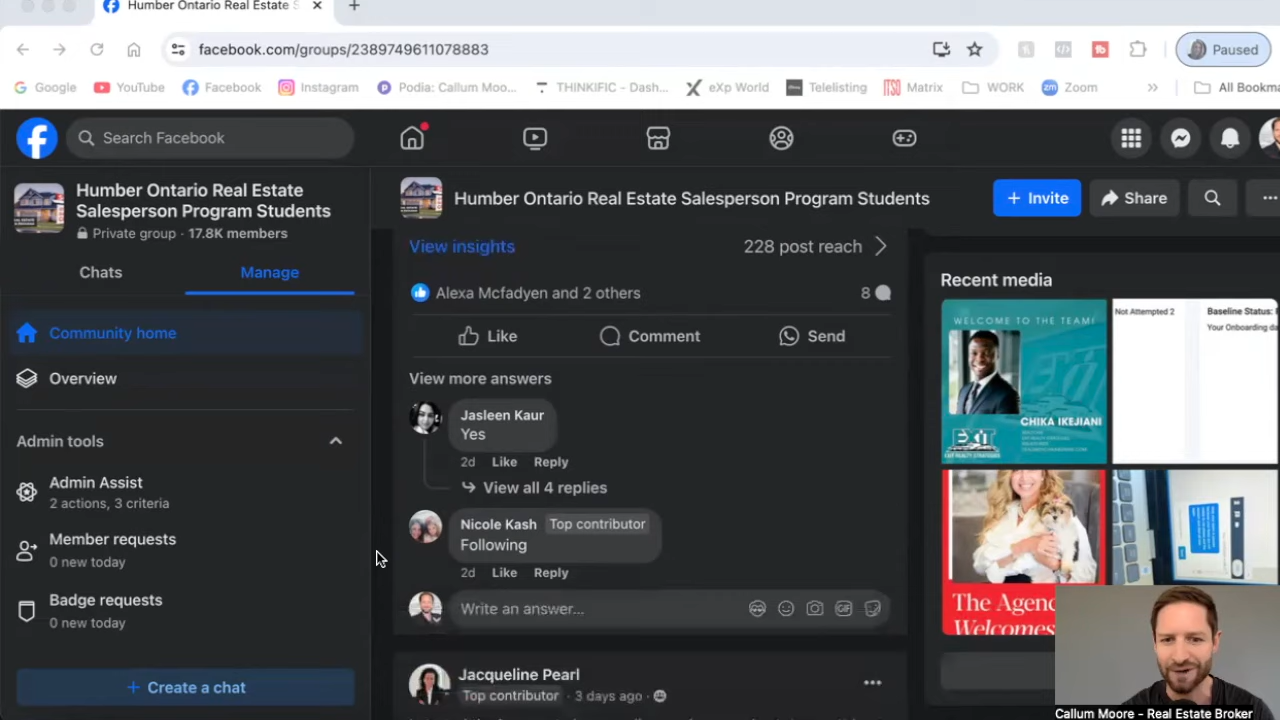 Humber Ontario Real Estate S
facebook.com/groups/2389749611078883
Paused
Google
YouTube
Facebook
Instagram
Podia: Callum Moo...
THINKIFIC - Dash...
eXp World
Telelisting
Matrix
WORK
Zoom
All Bookma
Search Facebook
Humber Ontario Real Estate
Salesperson Program Students
Private group · 17.8K members
Chats
Manage
Community home
Overview
Admin tools
Admin Assist
2 actions, 3 criteria
Member requests
0 new today
Badge requests
0 new today
+ Create a chat
Humber Ontario Real Estate Salesperson Program Students
+ Invite
Share
View insights
228 post reach
Alexa Mcfadyen and 2 others
8
Like
Comment
Send
View more answers
Jasleen Kaur
Yes
2d Like Reply
View all 4 replies
Nicole Kash Top contributor
Following
2d Like Reply
Write an answer...
GIF
Jacqueline Pearl
Top contributor · 3 days ago ·
Recent media
WELCOME TO THE TEAM!
CHIKA IKEJIANI
EXIT
Not Attempted 2
Baseline Status:
Your Onboarding da
The Agen
Welcomes
Callum Moore - Real Estate Broker